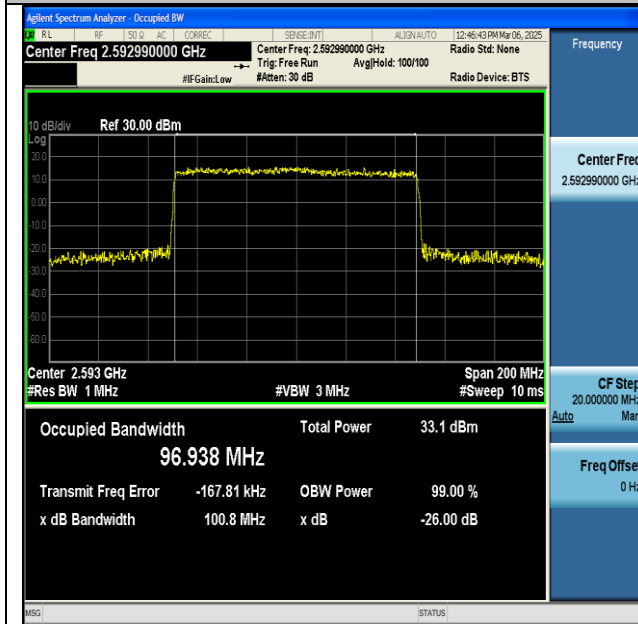 Agilent Spectrum Analyzer - Occupied BW
RL RF 50 Ω AC CORREC SENSE:INT ALIGN AUTO 12:46:43 PM Mar 06, 2025
Center Freq 2.592990000 GHz
Center Freq: 2.592990000 GHz
Radio Std: None
Trig: Free Run Avg|Hold: 100/100
#IFGain:Low #Atten: 30 dB Radio Device: BTS
Frequency
10 dB/div Ref 30.00 dBm
Log
20.0
10.0
0.00
-10.0
-20.0
-30.0
-40.0
-50.0
-60.0
Center 2.593 GHz Span 200 MHz
#Res BW 1 MHz #VBW 3 MHz #Sweep 10 ms
Occupied Bandwidth Total Power 33.1 dBm
96.938 MHz
Transmit Freq Error -167.81 kHz OBW Power 99.00 %
x dB Bandwidth 100.8 MHz x dB -26.00 dB
Center Freq
2.592990000 GHz
CF Step
20.000000 MHz
Auto Man
Freq Offset
0 Hz
MSG STATUS